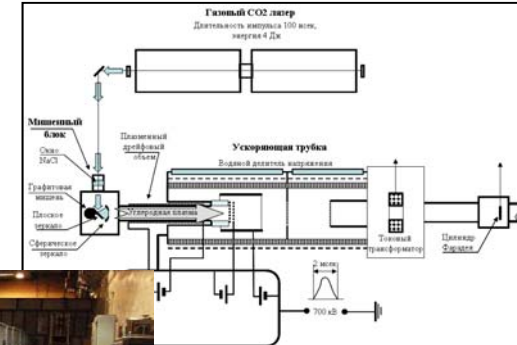 Газовый CO2 лазер
Длительность импульса 100 нсек,
энергия 4 Дж
Мишенный
блок
Окно
NaCl
Графитовая
мишень
Плоское
зеркало
Сферическое
зеркало
Плазменный
дрейфовый
объем
Углеродная плазма
Ускоряющая трубка
Водяной делитель напряжения
Токовый
трансформатор
Цилиндр
Фарадея
2 мксек
700 кВ